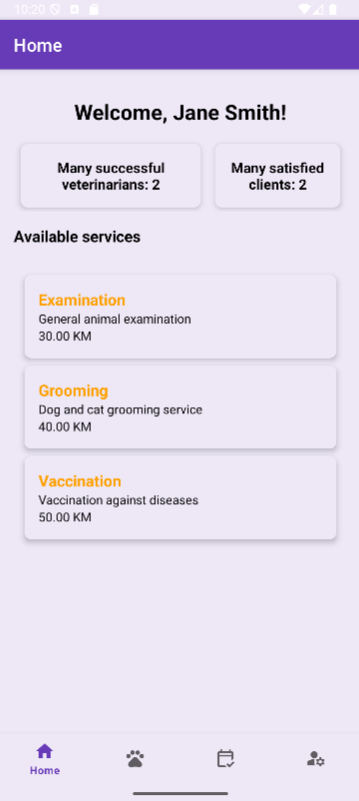 10:20
Home
Welcome, Jane Smith!
Many successful
veterinarians: 2
Many satisfied
clients: 2
Available services
Examination
General animal examination
30.00 KM
Grooming
Dog and cat grooming service
40.00 KM
Vaccination
Vaccination against diseases
50.00 KM
Home